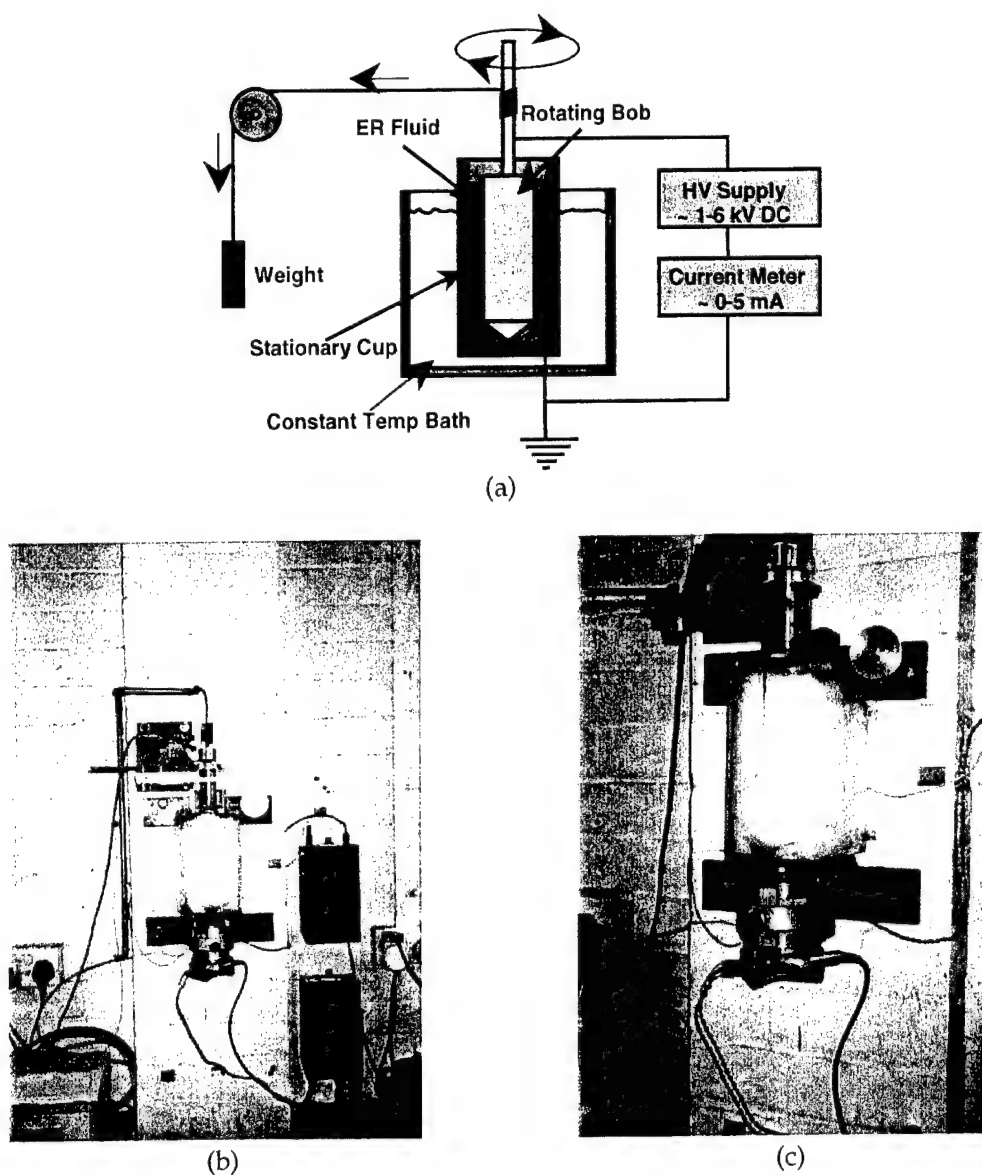 ER Fluid
Rotating Bob
HV Supply
~ 1-6 kV DC
Weight
Current Meter
~ 0-5 mA
Stationary Cup
Constant Temp Bath
(a)
(b)
(c)